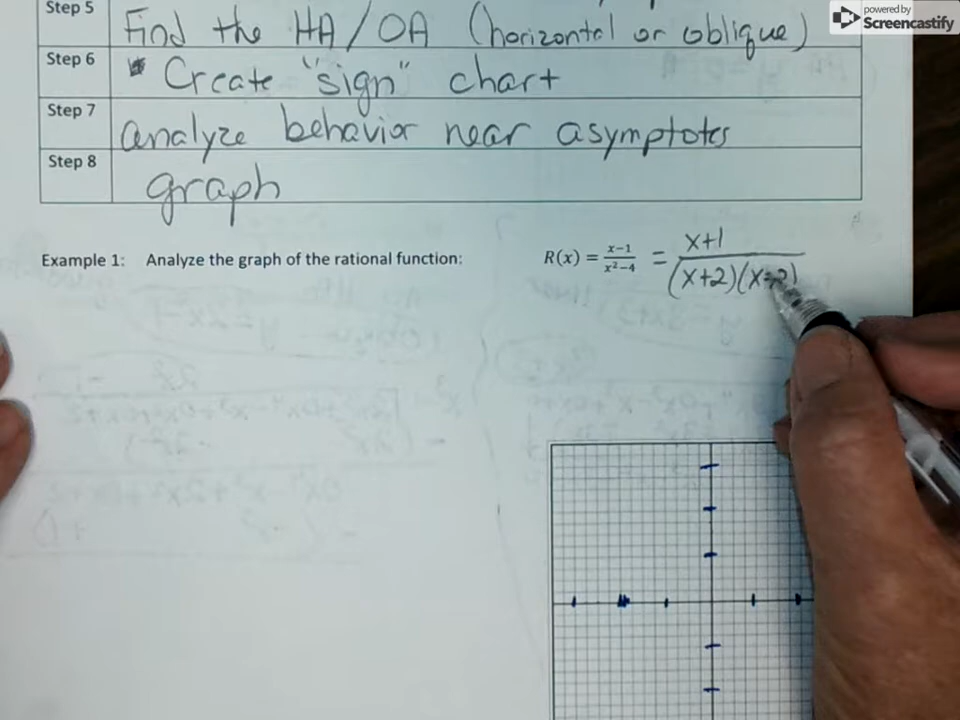 powered by
Screencastify
Step 5 Find the HA/OA (horizontal or oblique)
Step 6 Create "sign" chart
Step 7 analyze behavior near asymptotes
Step 8 graph
Example 1: Analyze the graph of the rational function: R(x) = x-1 / x²-4 = x+1 / (x+2)(x-2)